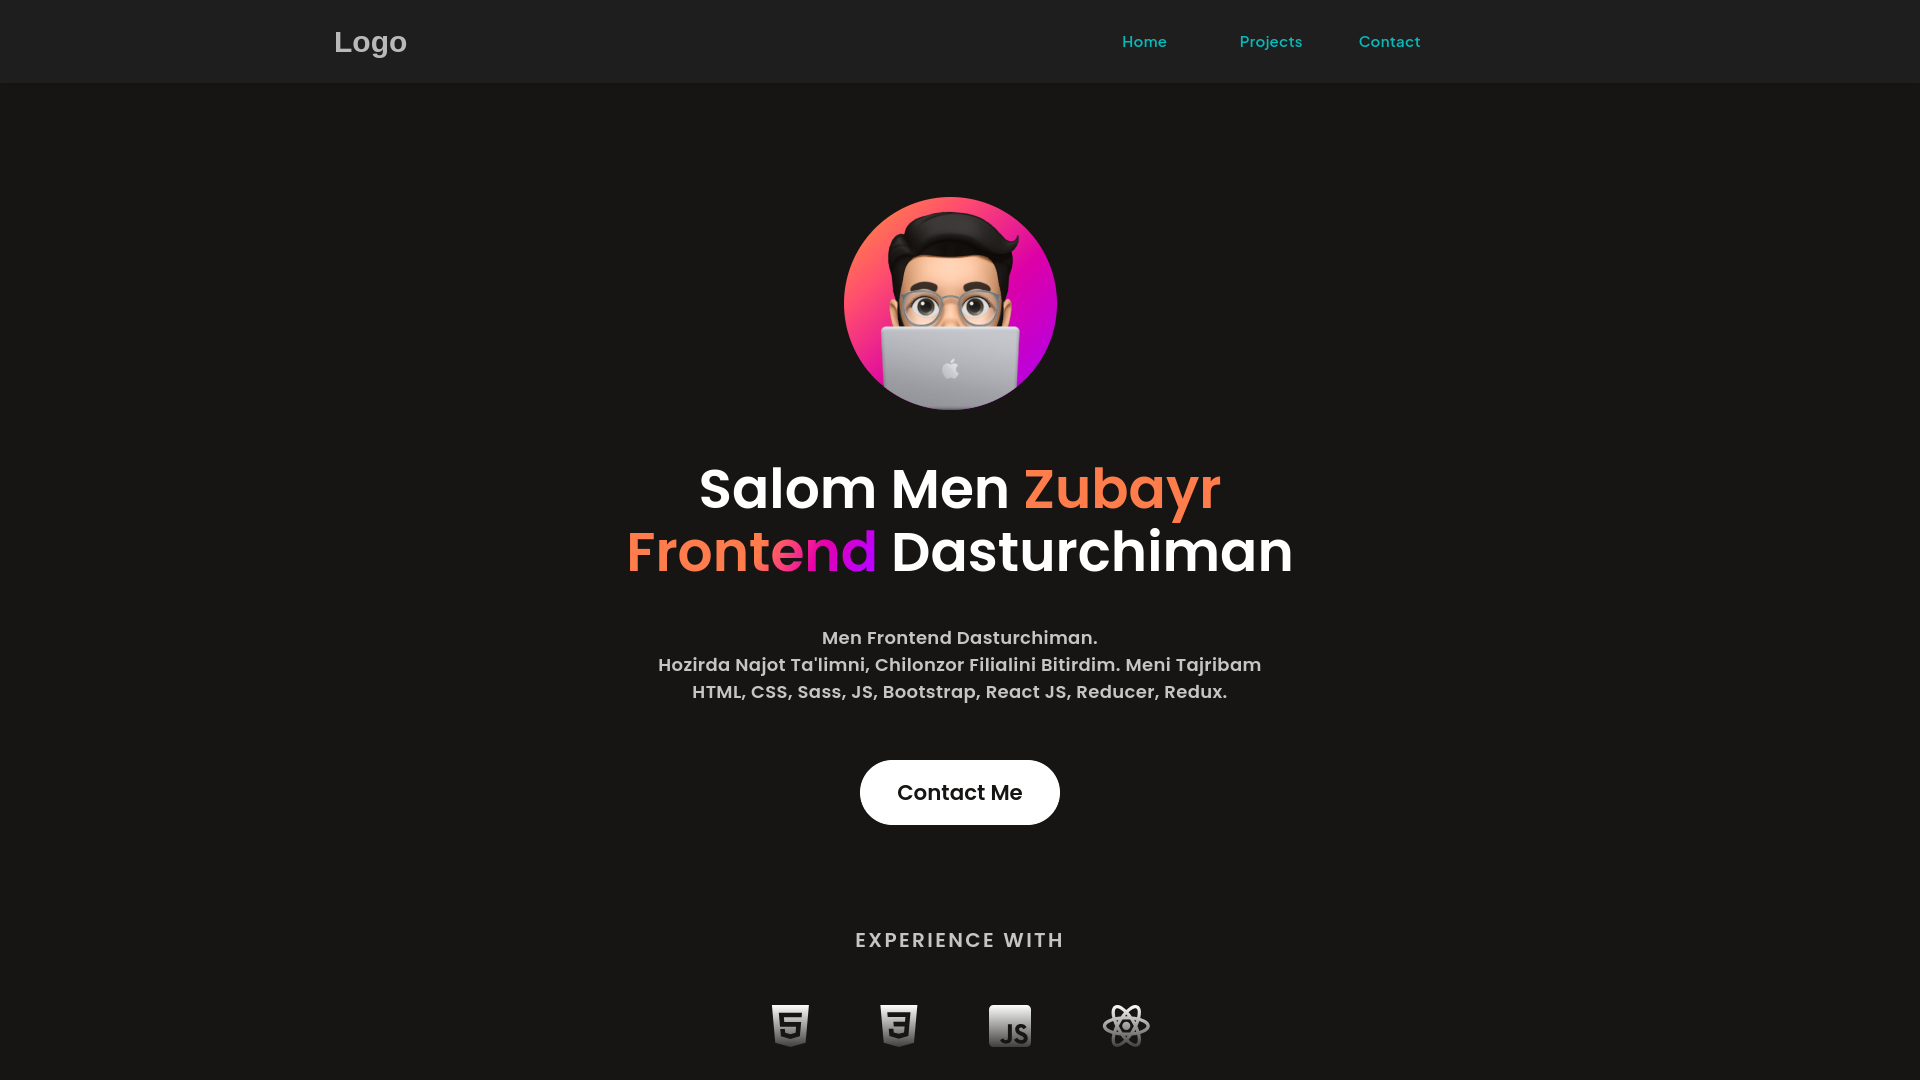 Logo
Home
Projects
Contact
Salom Men Zubayr
Frontend Dasturchiman
Men Frontend Dasturchiman.
Hozirda Najot Ta'limni, Chilonzor Filialini Bitirdim. Meni Tajribam
HTML, CSS, Sass, JS, Bootstrap, React JS, Reducer, Redux.
Contact Me
EXPERIENCE WITH
5
3
JS